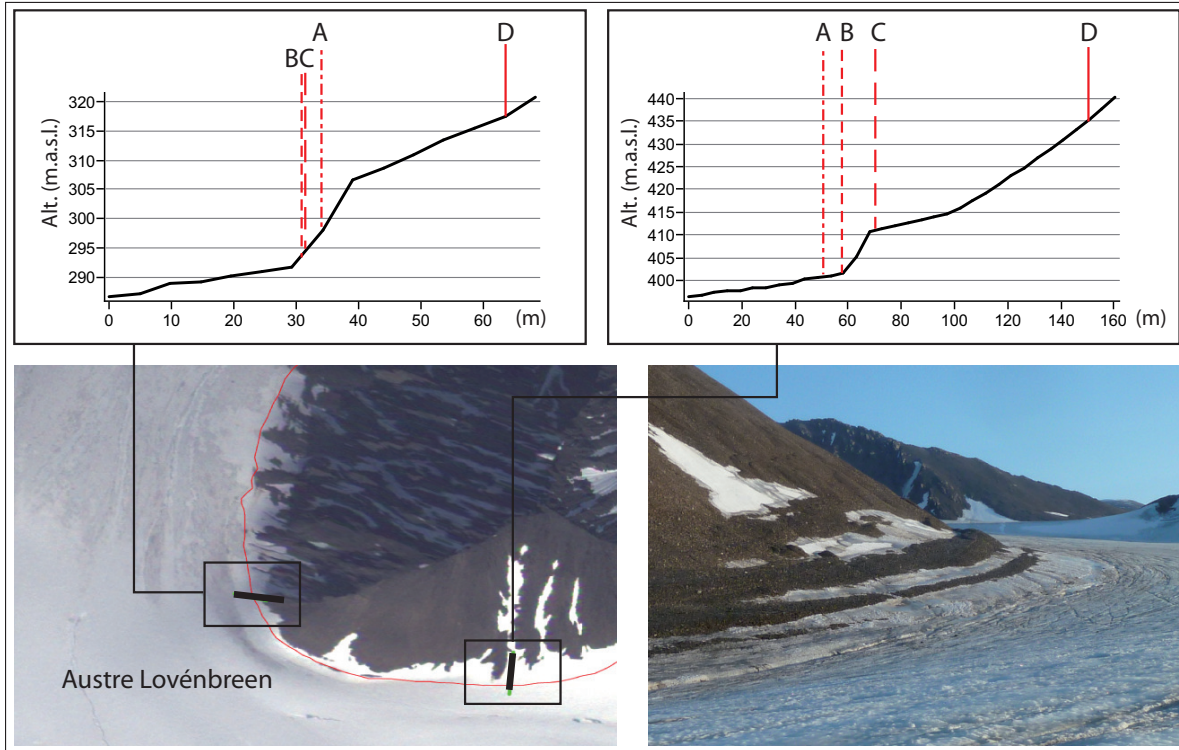 A
BC
D
Alt. (m.a.s.l.)
320
315
310
305
300
295
290
0 10 20 30 40 50 60 (m)
A B C D
Alt. (m.a.s.l.)
440
435
430
425
420
415
410
400
0 20 40 60 80 100 120 140 160 (m)
Austre Lovénbreen